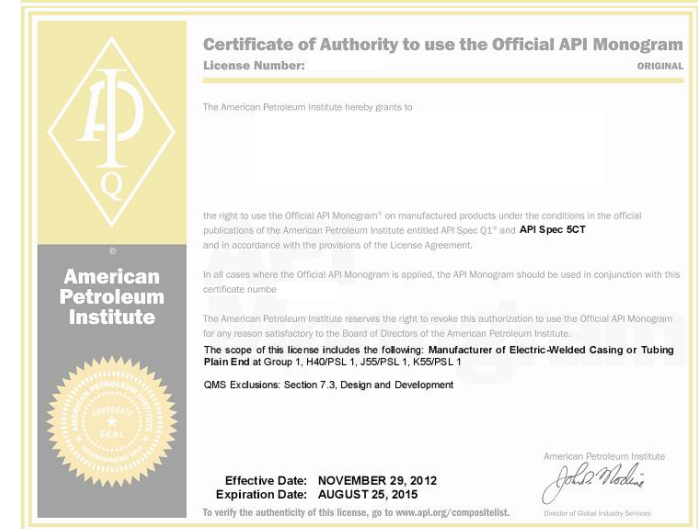 Certificate of Authority to use the Official API Monogram
License Number:
ORIGINAL
The American Petroleum Institute hereby grants to
the right to use the Official API Monogram® on manufactured products under the conditions in the official
publications of the American Petroleum Institute entitled API Spec Q1® and API Spec 5CT
and in accordance with the provisions of the License Agreement.
In all cases where the Official API Monogram is applied, the API Monogram should be used in conjunction with this
certificate numbe
The American Petroleum Institute reserves the right to revoke this authorization to use the Official API Monogram
for any reason satisfactory to the Board of Directors of the American Petroleum Institute.
The scope of this license includes the following: Manufacturer of Electric-Welded Casing or Tubing
Plain End at Group 1, H40/PSL 1, J55/PSL 1, K55/PSL 1
QMS Exclusions: Section 7.3, Design and Development
Effective Date: NOVEMBER 29, 2012
Expiration Date: AUGUST 25, 2015
To verify the authenticity of this license, go to www.api.org/compositelist.
American Petroleum Institute
Director of Global Industry Services
API
Q
®
American
Petroleum
Institute
AMERICAN PETROLEUM INSTITUTE
CORPORATE
SEAL
INCORPORATED